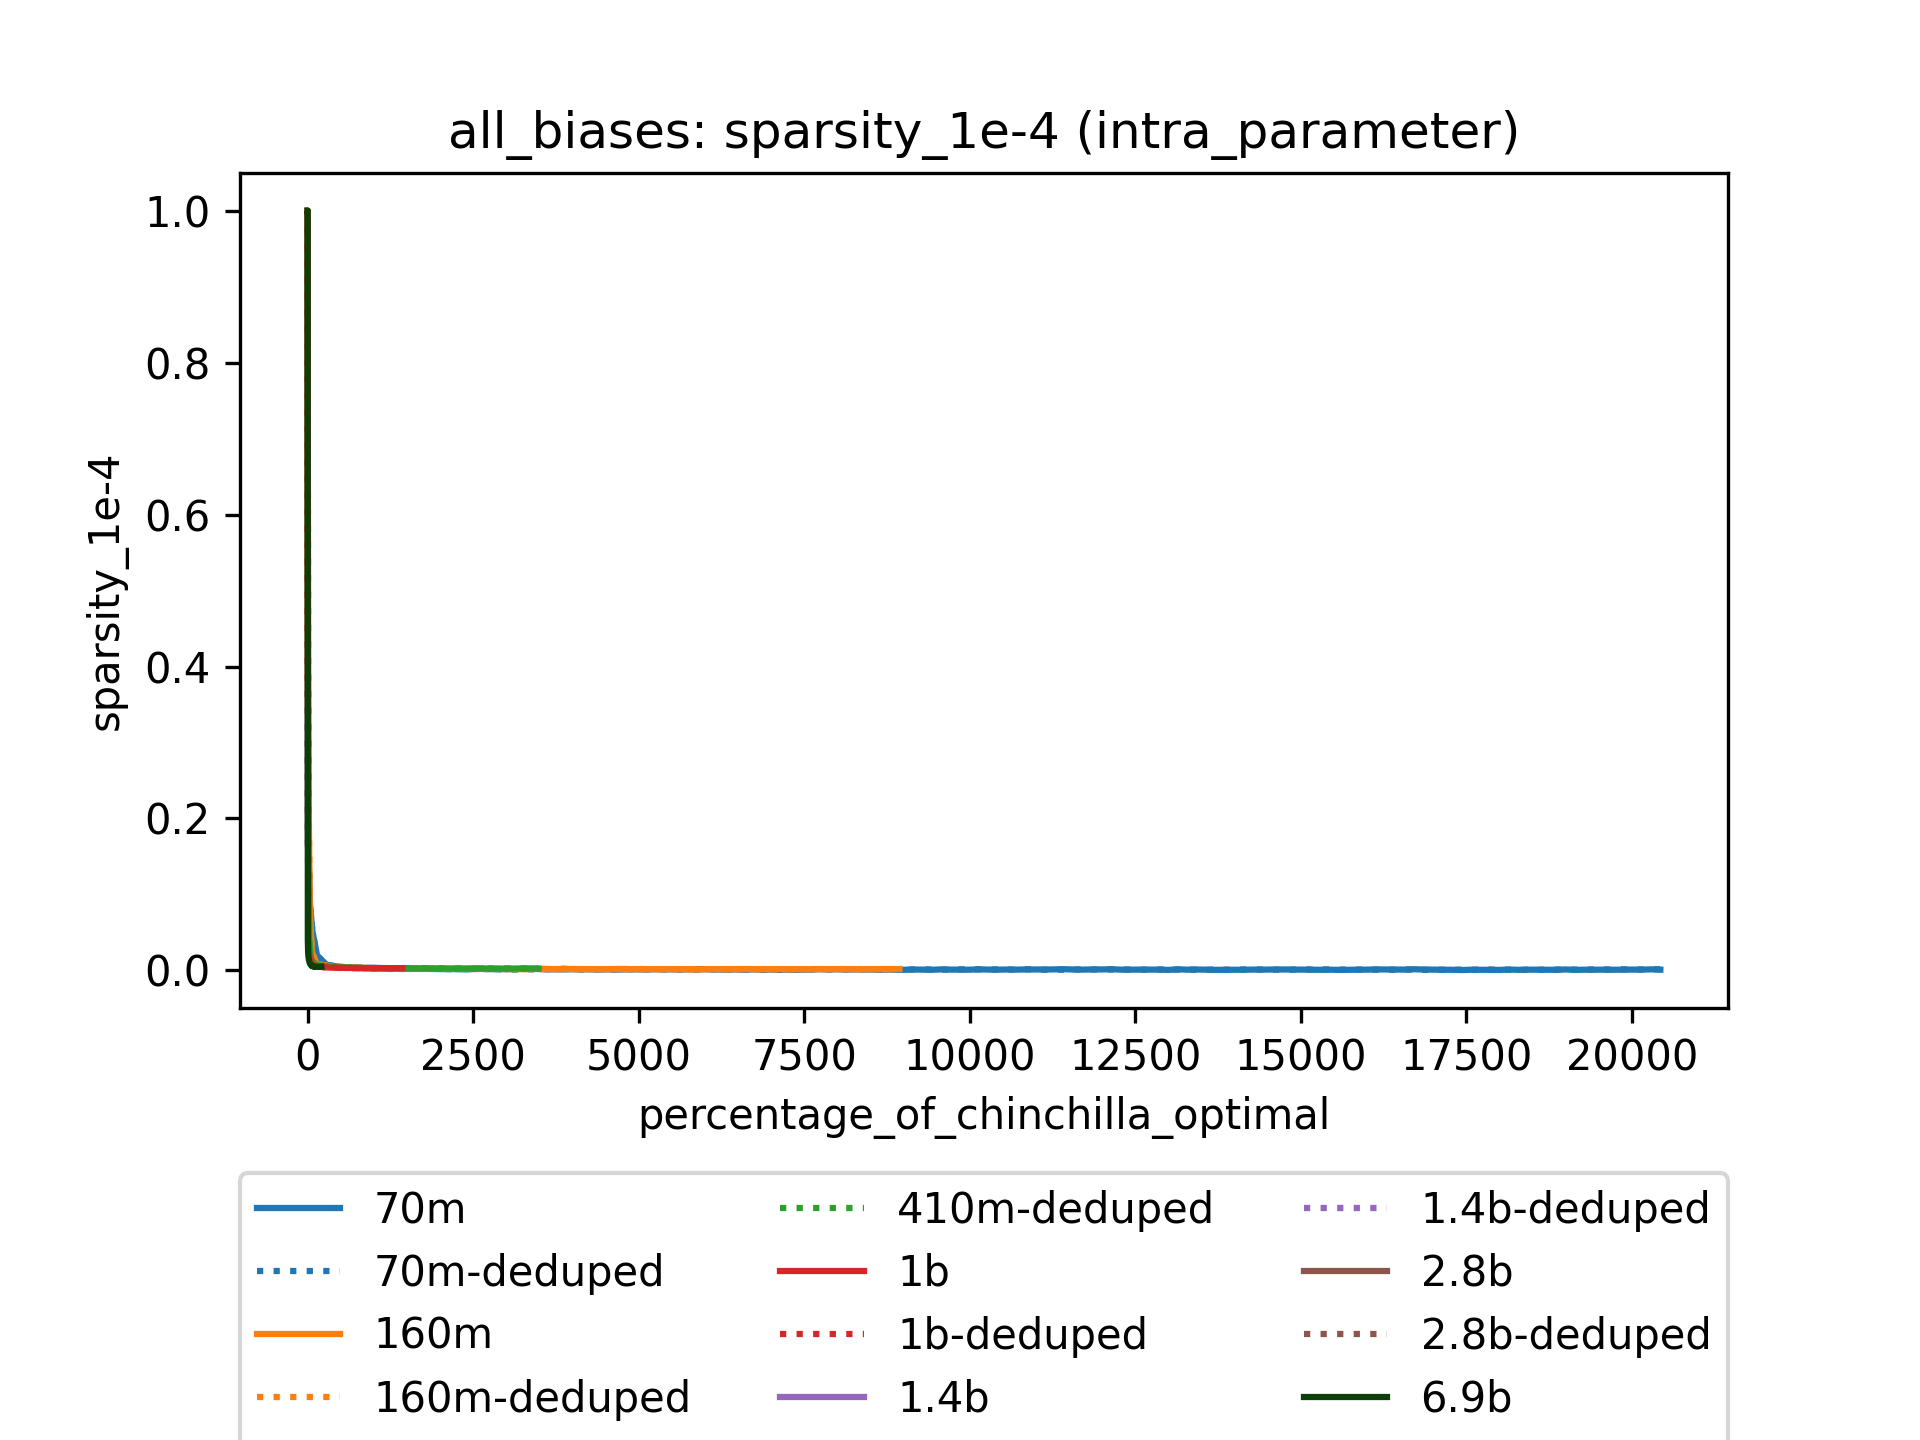 all_biases: sparsity_1e-4 (intra_parameter)
1.0
0.8
0.6
0.4
0.2
0.0
sparsity_1e-4
0 2500 5000 7500 10000 12500 15000 17500 20000
percentage_of_chinchilla_optimal
70m
70m-deduped
160m
160m-deduped
410m-deduped
1b
1b-deduped
1.4b
1.4b-deduped
2.8b
2.8b-deduped
6.9b